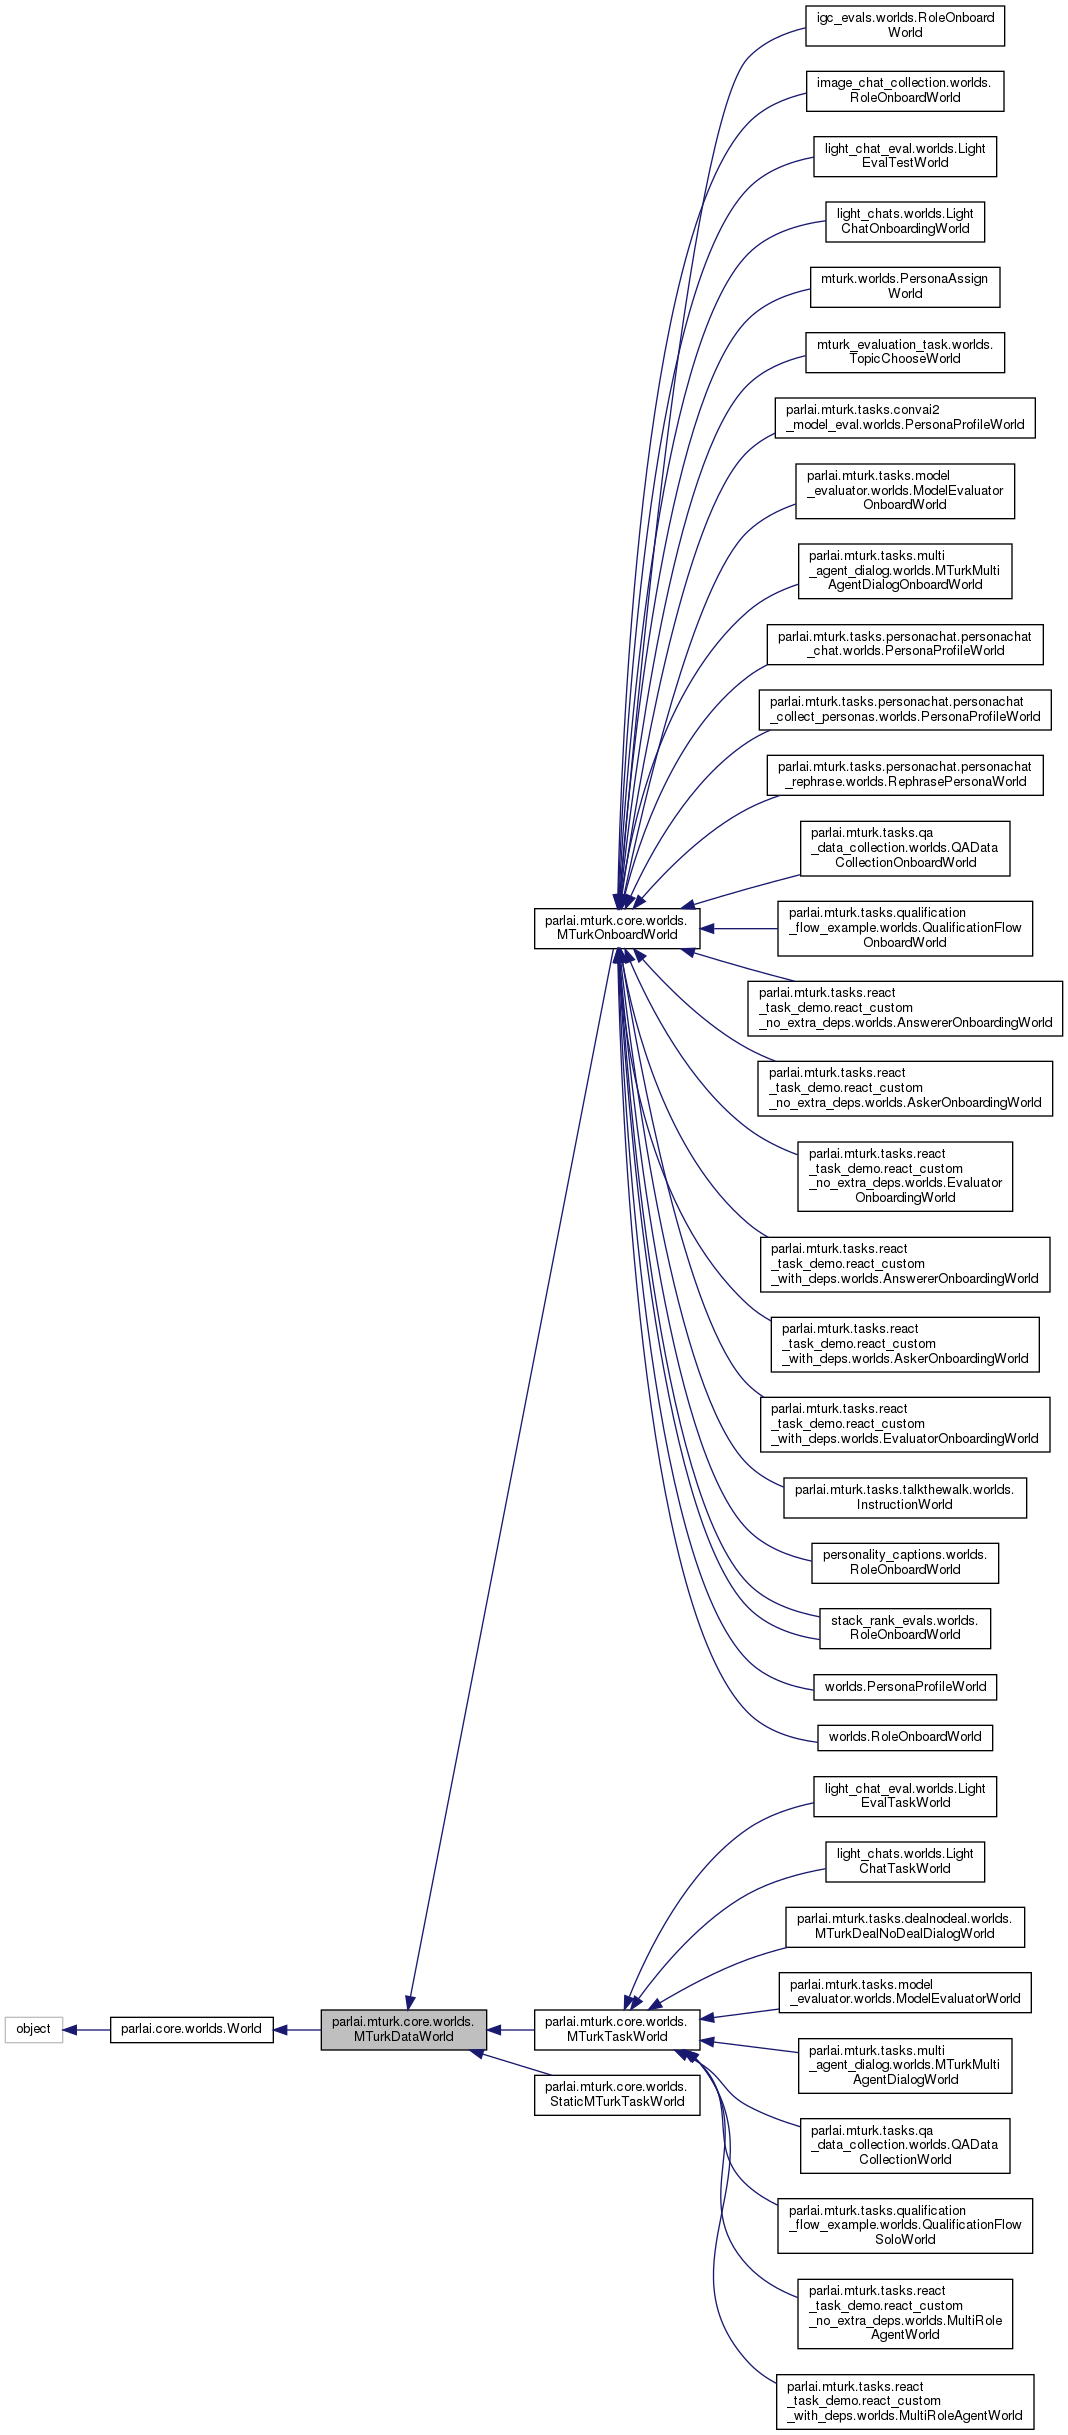 igc_evals.worlds.RoleOnboard
World
image_chat_collection.worlds.
RoleOnboardWorld
light_chat_eval.worlds.Light
EvalTestWorld
light_chats.worlds.Light
ChatOnboardingWorld
mturk.worlds.PersonaAssign
World
mturk_evaluation_task.worlds.
TopicChooseWorld
parlai.mturk.tasks.convai2
_model_eval.worlds.PersonaProfileWorld
parlai.mturk.tasks.model
_evaluator.worlds.ModelEvaluator
OnboardWorld
parlai.mturk.tasks.multi
_agent_dialog.worlds.MTurkMulti
AgentDialogOnboardWorld
parlai.mturk.tasks.personachat.personachat
_chat.worlds.PersonaProfileWorld
parlai.mturk.tasks.personachat.personachat
_collect_personas.worlds.PersonaProfileWorld
parlai.mturk.tasks.personachat.personachat
_rephrase.worlds.RephrasePersonaWorld
parlai.mturk.tasks.qa
_data_collection.worlds.QAData
CollectionOnboardWorld
parlai.mturk.core.worlds.
MTurkOnboardWorld
parlai.mturk.tasks.qualification
_flow_example.worlds.QualificationFlow
OnboardWorld
parlai.mturk.tasks.react
_task_demo.react_custom
_no_extra_deps.worlds.AnswererOnboardingWorld
parlai.mturk.tasks.react
_task_demo.react_custom
_no_extra_deps.worlds.AskerOnboardingWorld
parlai.mturk.tasks.react
_task_demo.react_custom
_no_extra_deps.worlds.Evaluator
OnboardingWorld
parlai.mturk.tasks.react
_task_demo.react_custom
_with_deps.worlds.AnswererOnboardingWorld
parlai.mturk.tasks.react
_task_demo.react_custom
_with_deps.worlds.AskerOnboardingWorld
parlai.mturk.tasks.react
_task_demo.react_custom
_with_deps.worlds.EvaluatorOnboardingWorld
parlai.mturk.tasks.talkthewalk.worlds.
InstructionWorld
personality_captions.worlds.
RoleOnboardWorld
stack_rank_evals.worlds.
RoleOnboardWorld
worlds.PersonaProfileWorld
worlds.RoleOnboardWorld
light_chat_eval.worlds.Light
EvalTaskWorld
light_chats.worlds.Light
ChatTaskWorld
parlai.mturk.tasks.dealnodeal.worlds.
MTurkDealNoDealDialogWorld
parlai.mturk.tasks.model
_evaluator.worlds.ModelEvaluatorWorld
object
parlai.core.worlds.World
parlai.mturk.core.worlds.
MTurkDataWorld
parlai.mturk.core.worlds.
MTurkTaskWorld
parlai.mturk.core.worlds.
StaticMTurkTaskWorld
parlai.mturk.tasks.multi
_agent_dialog.worlds.MTurkMulti
AgentDialogWorld
parlai.mturk.tasks.qa
_data_collection.worlds.QAData
CollectionWorld
parlai.mturk.tasks.qualification
_flow_example.worlds.QualificationFlow
SoloWorld
parlai.mturk.tasks.react
_task_demo.react_custom
_no_extra_deps.worlds.MultiRole
AgentWorld
parlai.mturk.tasks.react
_task_demo.react_custom
_with_deps.worlds.MultiRoleAgentWorld